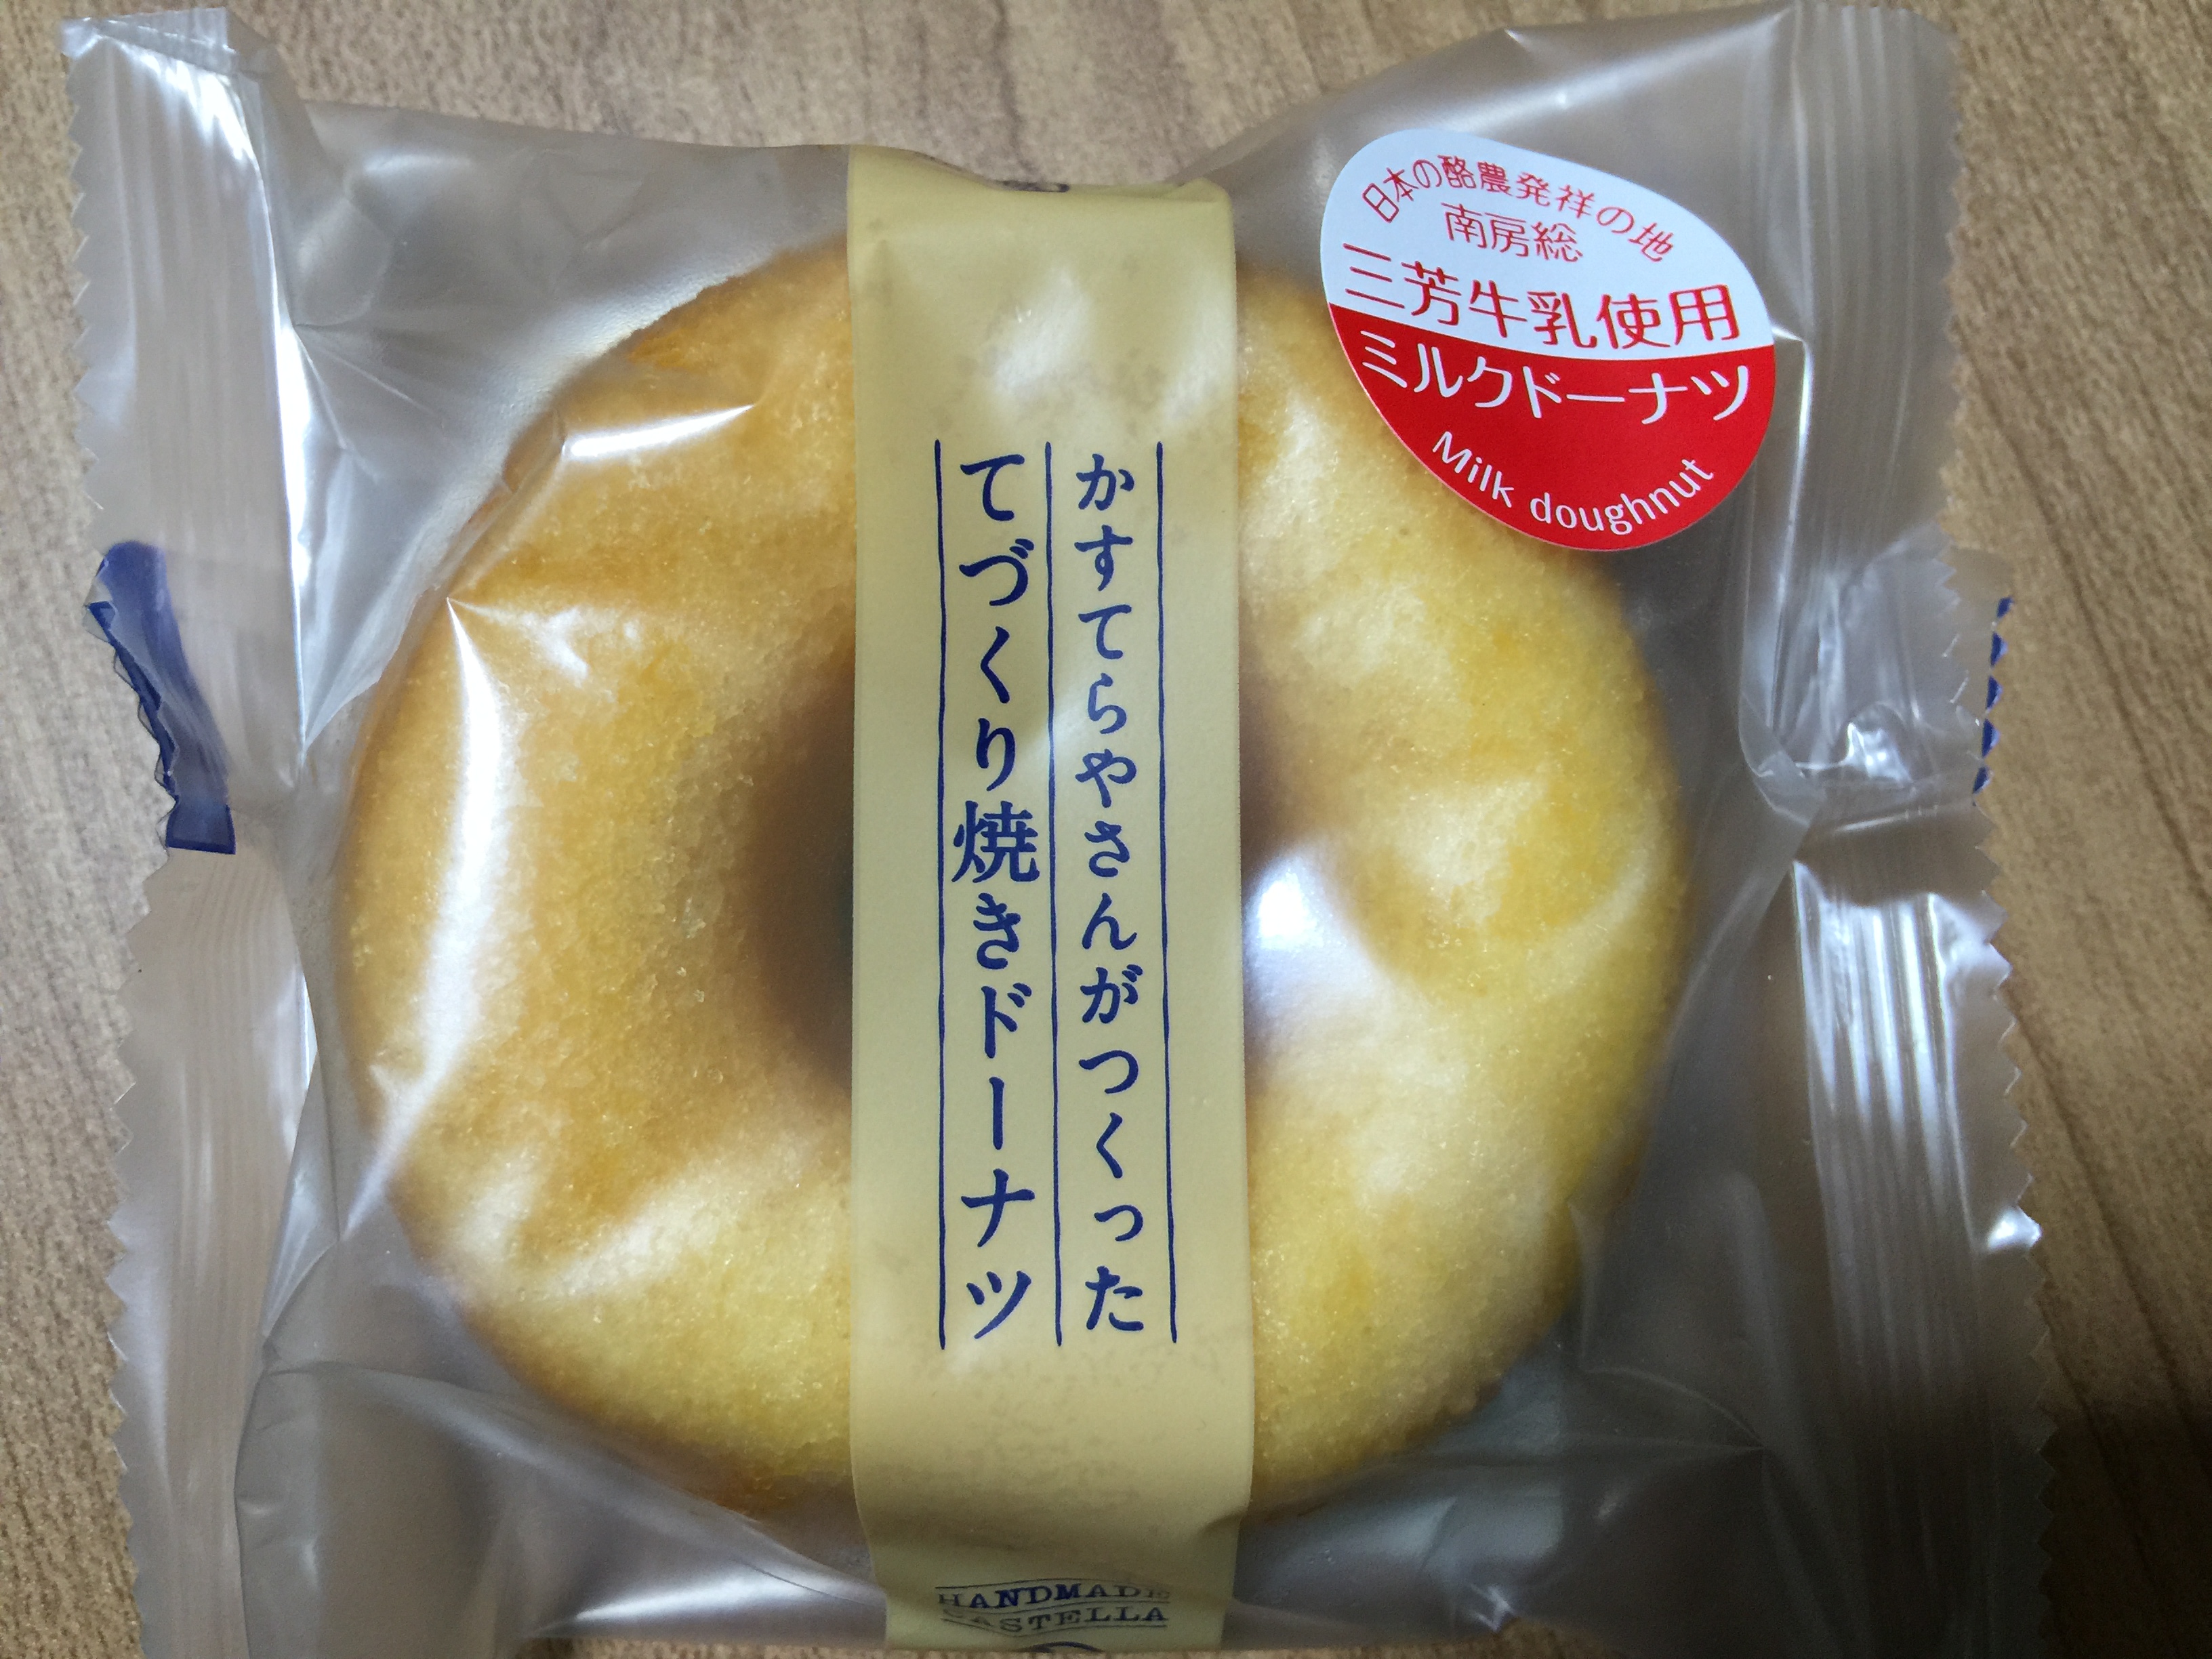 かすてらやさんがつくった
てづくり焼きドーナツ
日本の酪農発祥の地
南房総
三芳牛乳使用
ミルクドーナツ
Milk doughnut
HANDMADE
CASTELLA